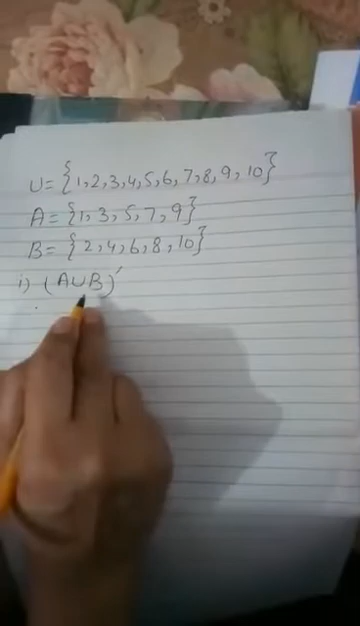 U = {1,2,3,4,5,6,7,8,9,10}
A = {1,3,5,7,9}
B = {2,4,6,8,10}
i) (A∪B)'